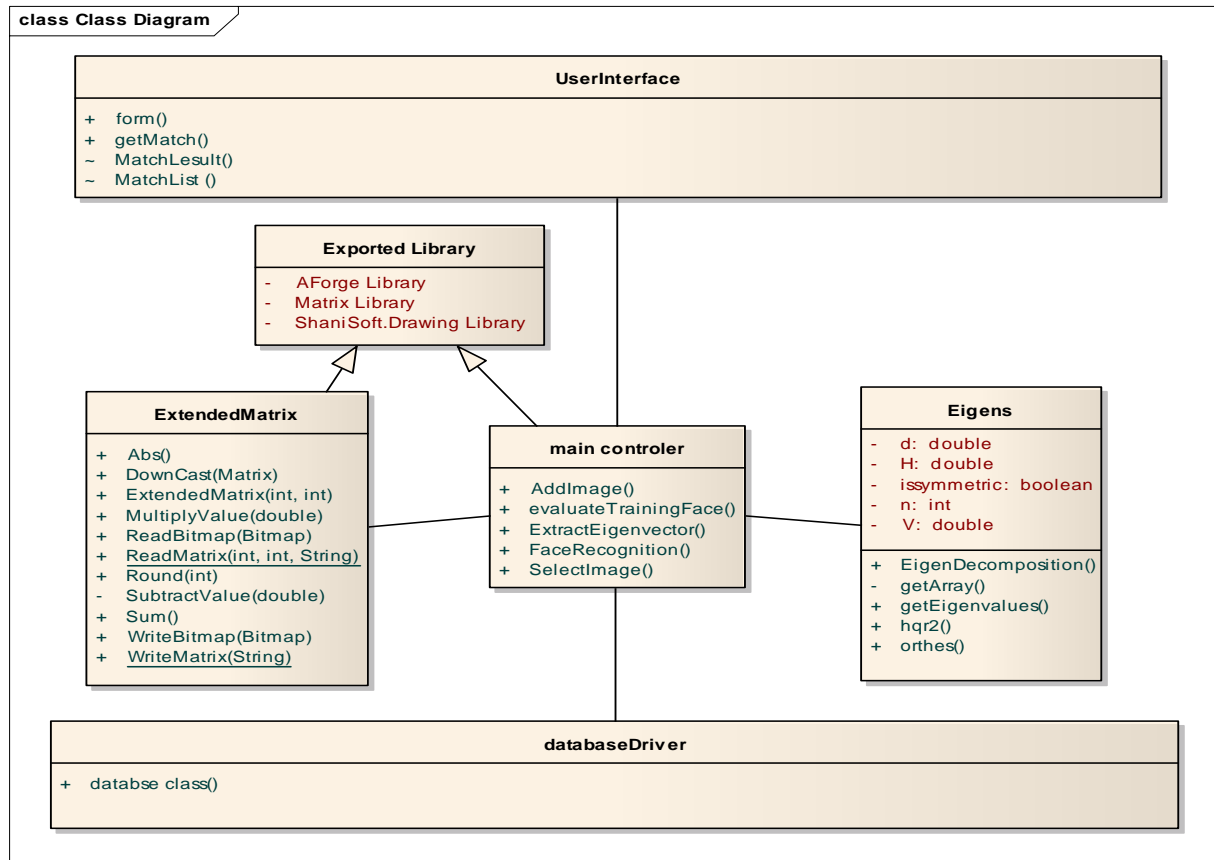 class Class Diagram
UserInterface
+ form()
+ getMatch()
~ MatchLesult()
~ MatchList ()
Exported Library
- AForge Library
- Matrix Library
- ShaniSoft.Drawing Library
ExtendedMatrix
+ Abs()
+ DownCast(Matrix)
+ ExtendedMatrix(int, int)
+ MultiplyValue(double)
+ ReadBitmap(Bitmap)
+ ReadMatrix(int, int, String)
+ Round(int)
- SubtractValue(double)
+ Sum()
+ WriteBitmap(Bitmap)
+ WriteMatrix(String)
main controler
+ AddImage()
+ evaluateTrainingFace()
+ ExtractEigenvector()
+ FaceRecognition()
+ SelectImage()
Eigens
- d: double
- H: double
- issymmetric: boolean
- n: int
- V: double
+ EigenDecomposition()
- getArray()
+ getEigenvalues()
+ hqr2()
+ orthes()
databaseDriver
+ databse class()